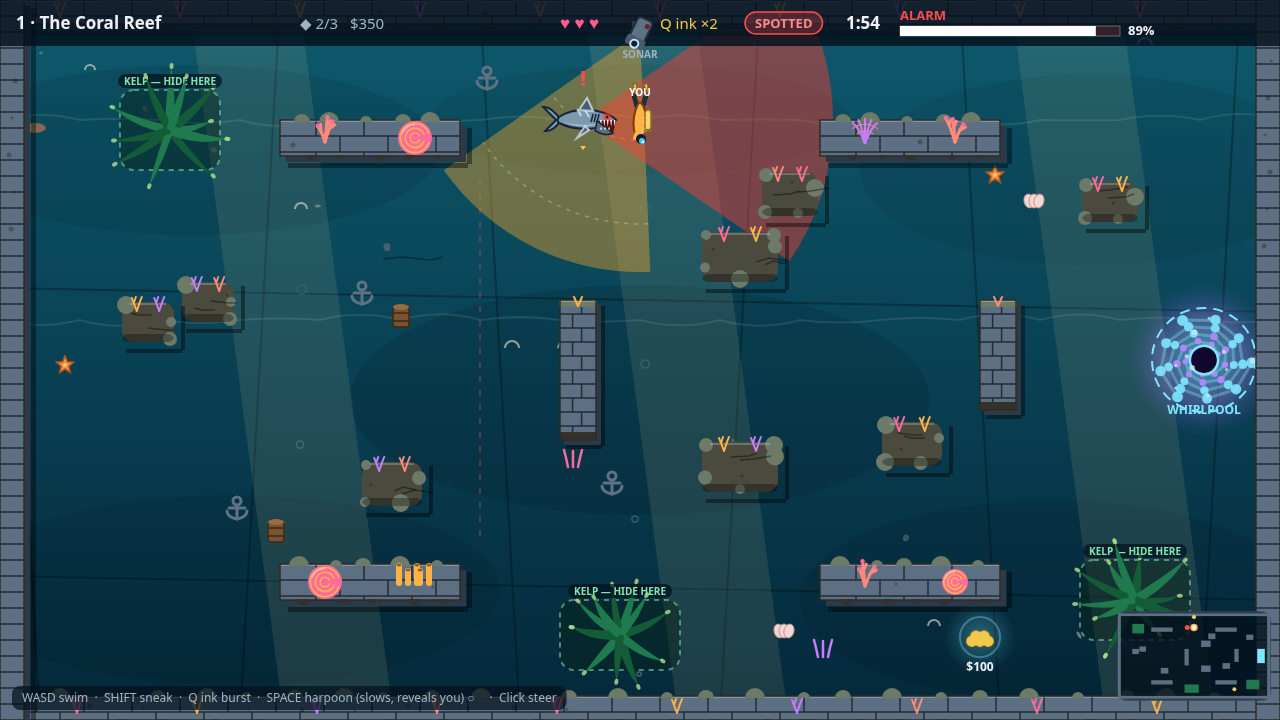 1 · The Coral Reef
◆ 2/3 $350
♥ ♥ ♥
Q ink ×2
SPOTTED
1:54
ALARM
89%
SONAR
KELP — HIDE HERE
!
YOU
WHIRLPOOL
KELP — HIDE HERE
KELP — HIDE HERE
$100
WASD swim · SHIFT sneak · Q ink burst · SPACE harpoon (slows, reveals you) · Click steer